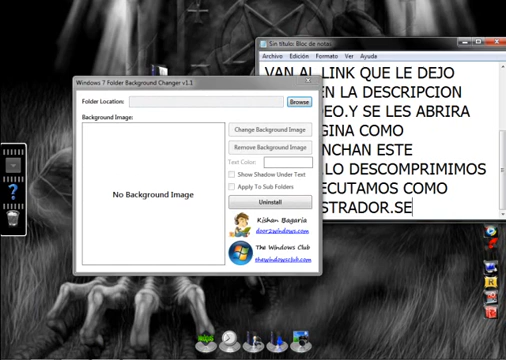 Sin título: Bloc de notas
Archivo Edición Formato Ver Ayuda
VAN AL LINK QUE LE DEJO
EN LA DESCRIPCION
DEO.Y SE LES ABRIRA
GINA COMO
NCHAN ESTE
LO DESCOMPRIMIMOS
ECUTAMOS COMO
STRADOR.SE
Windows 7 Folder Background Changer v1.1
Folder Location:
Browse
Background Image:
No Background Image
Change Background Image
Remove Background Image
Text Color:
Show Shadow Under Text
Apply To Sub Folders
Uninstall
Kishan Bagaria
door2windows.com
The Windows Club
thewindowsclub.com